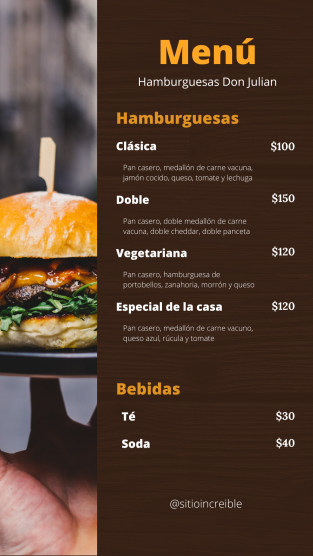 Menú
Hamburguesas Don Julian
Hamburguesas
Clásica $100
Pan casero, medallón de carne vacuna,
jamón cocido, queso, tomate y lechuga
Doble $150
Pan casero, doble medallón de carne
vacuna, doble cheddar, doble panceta
Vegetariana $120
Pan casero, hamburguesa de
portobellos, zanahoria, morrón y queso
Especial de la casa $120
Pan casero, medallón de carne vacuno,
queso azul, rúcula y tomate
Bebidas
Té $30
Soda $40
@sitioincreible